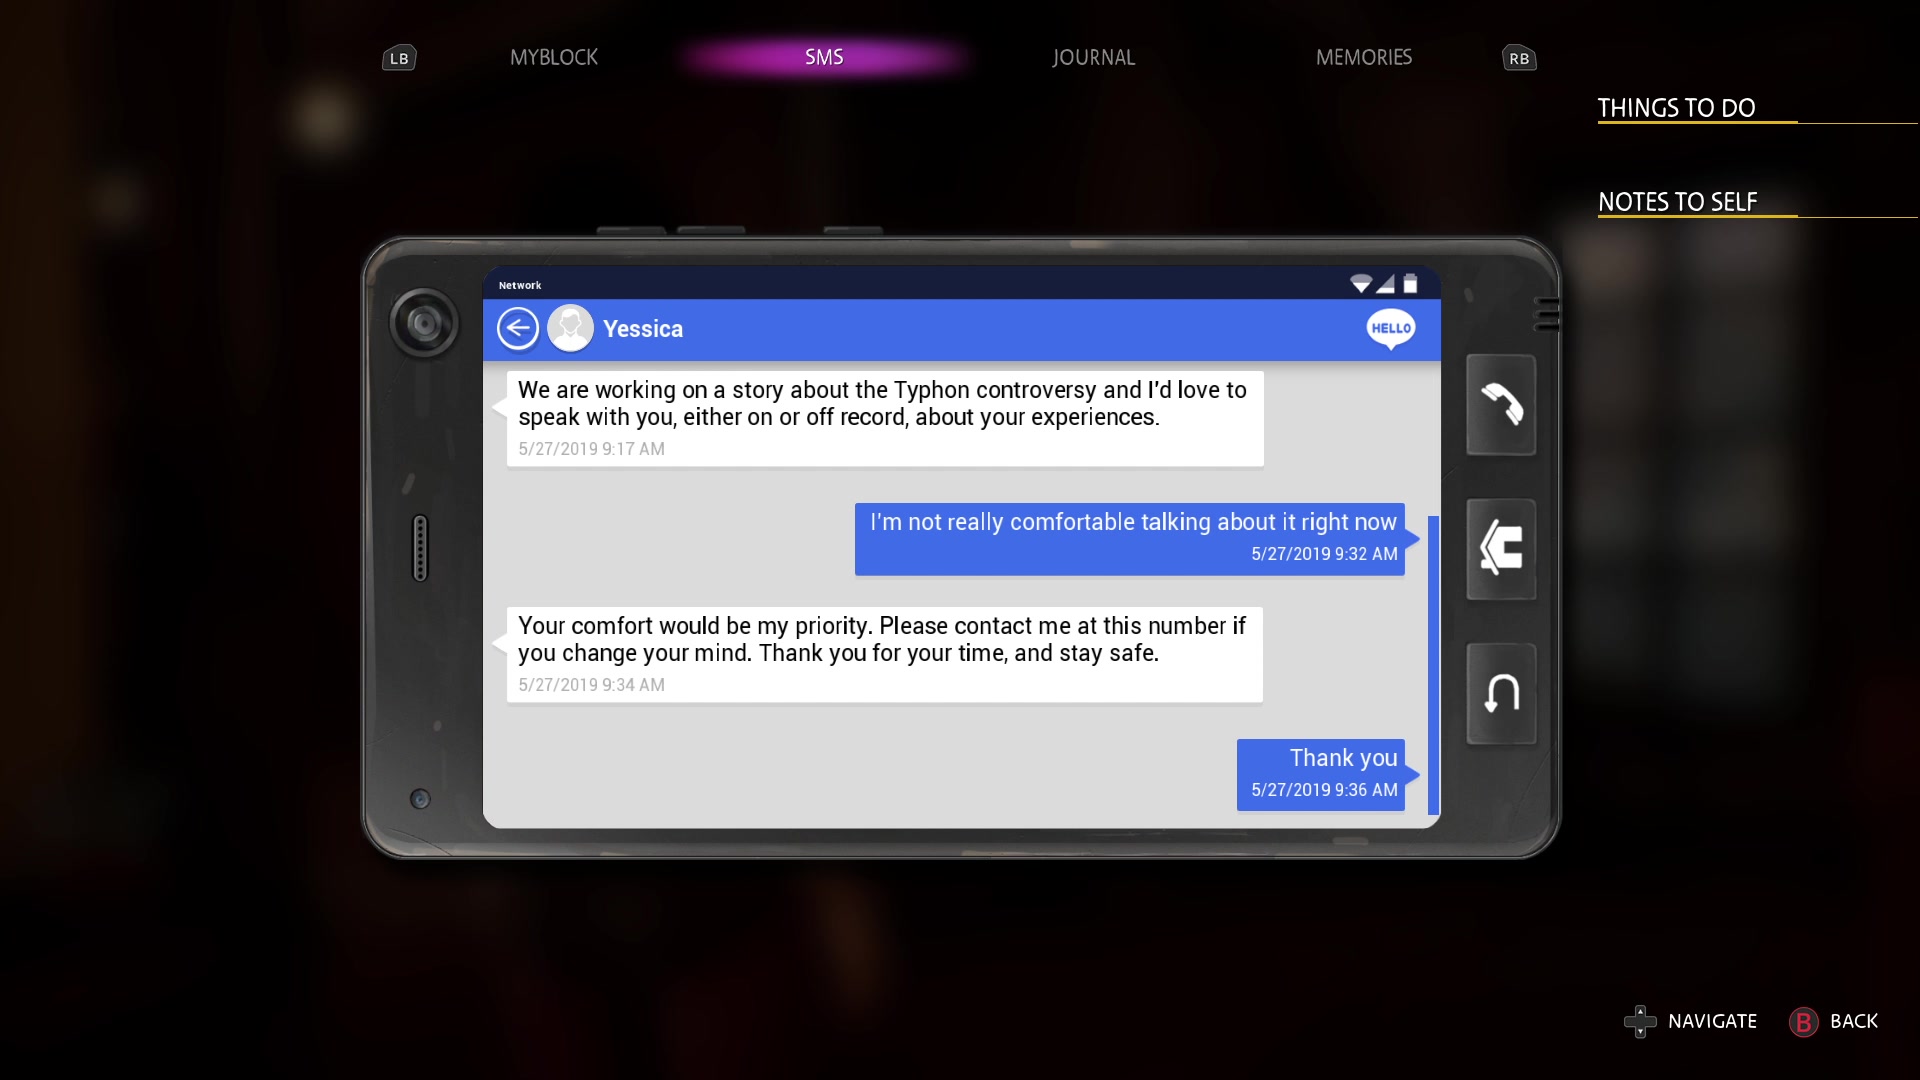 LB
MYBLOCK
SMS
JOURNAL
MEMORIES
RB
THINGS TO DO
NOTES TO SELF
Network
Yessica
HELLO
We are working on a story about the Typhon controversy and I'd love to
speak with you, either on or off record, about your experiences.
5/27/2019 9:17 AM
I'm not really comfortable talking about it right now
5/27/2019 9:32 AM
Your comfort would be my priority. Please contact me at this number if
you change your mind. Thank you for your time, and stay safe.
5/27/2019 9:34 AM
Thank you
5/27/2019 9:36 AM
NAVIGATE
B BACK